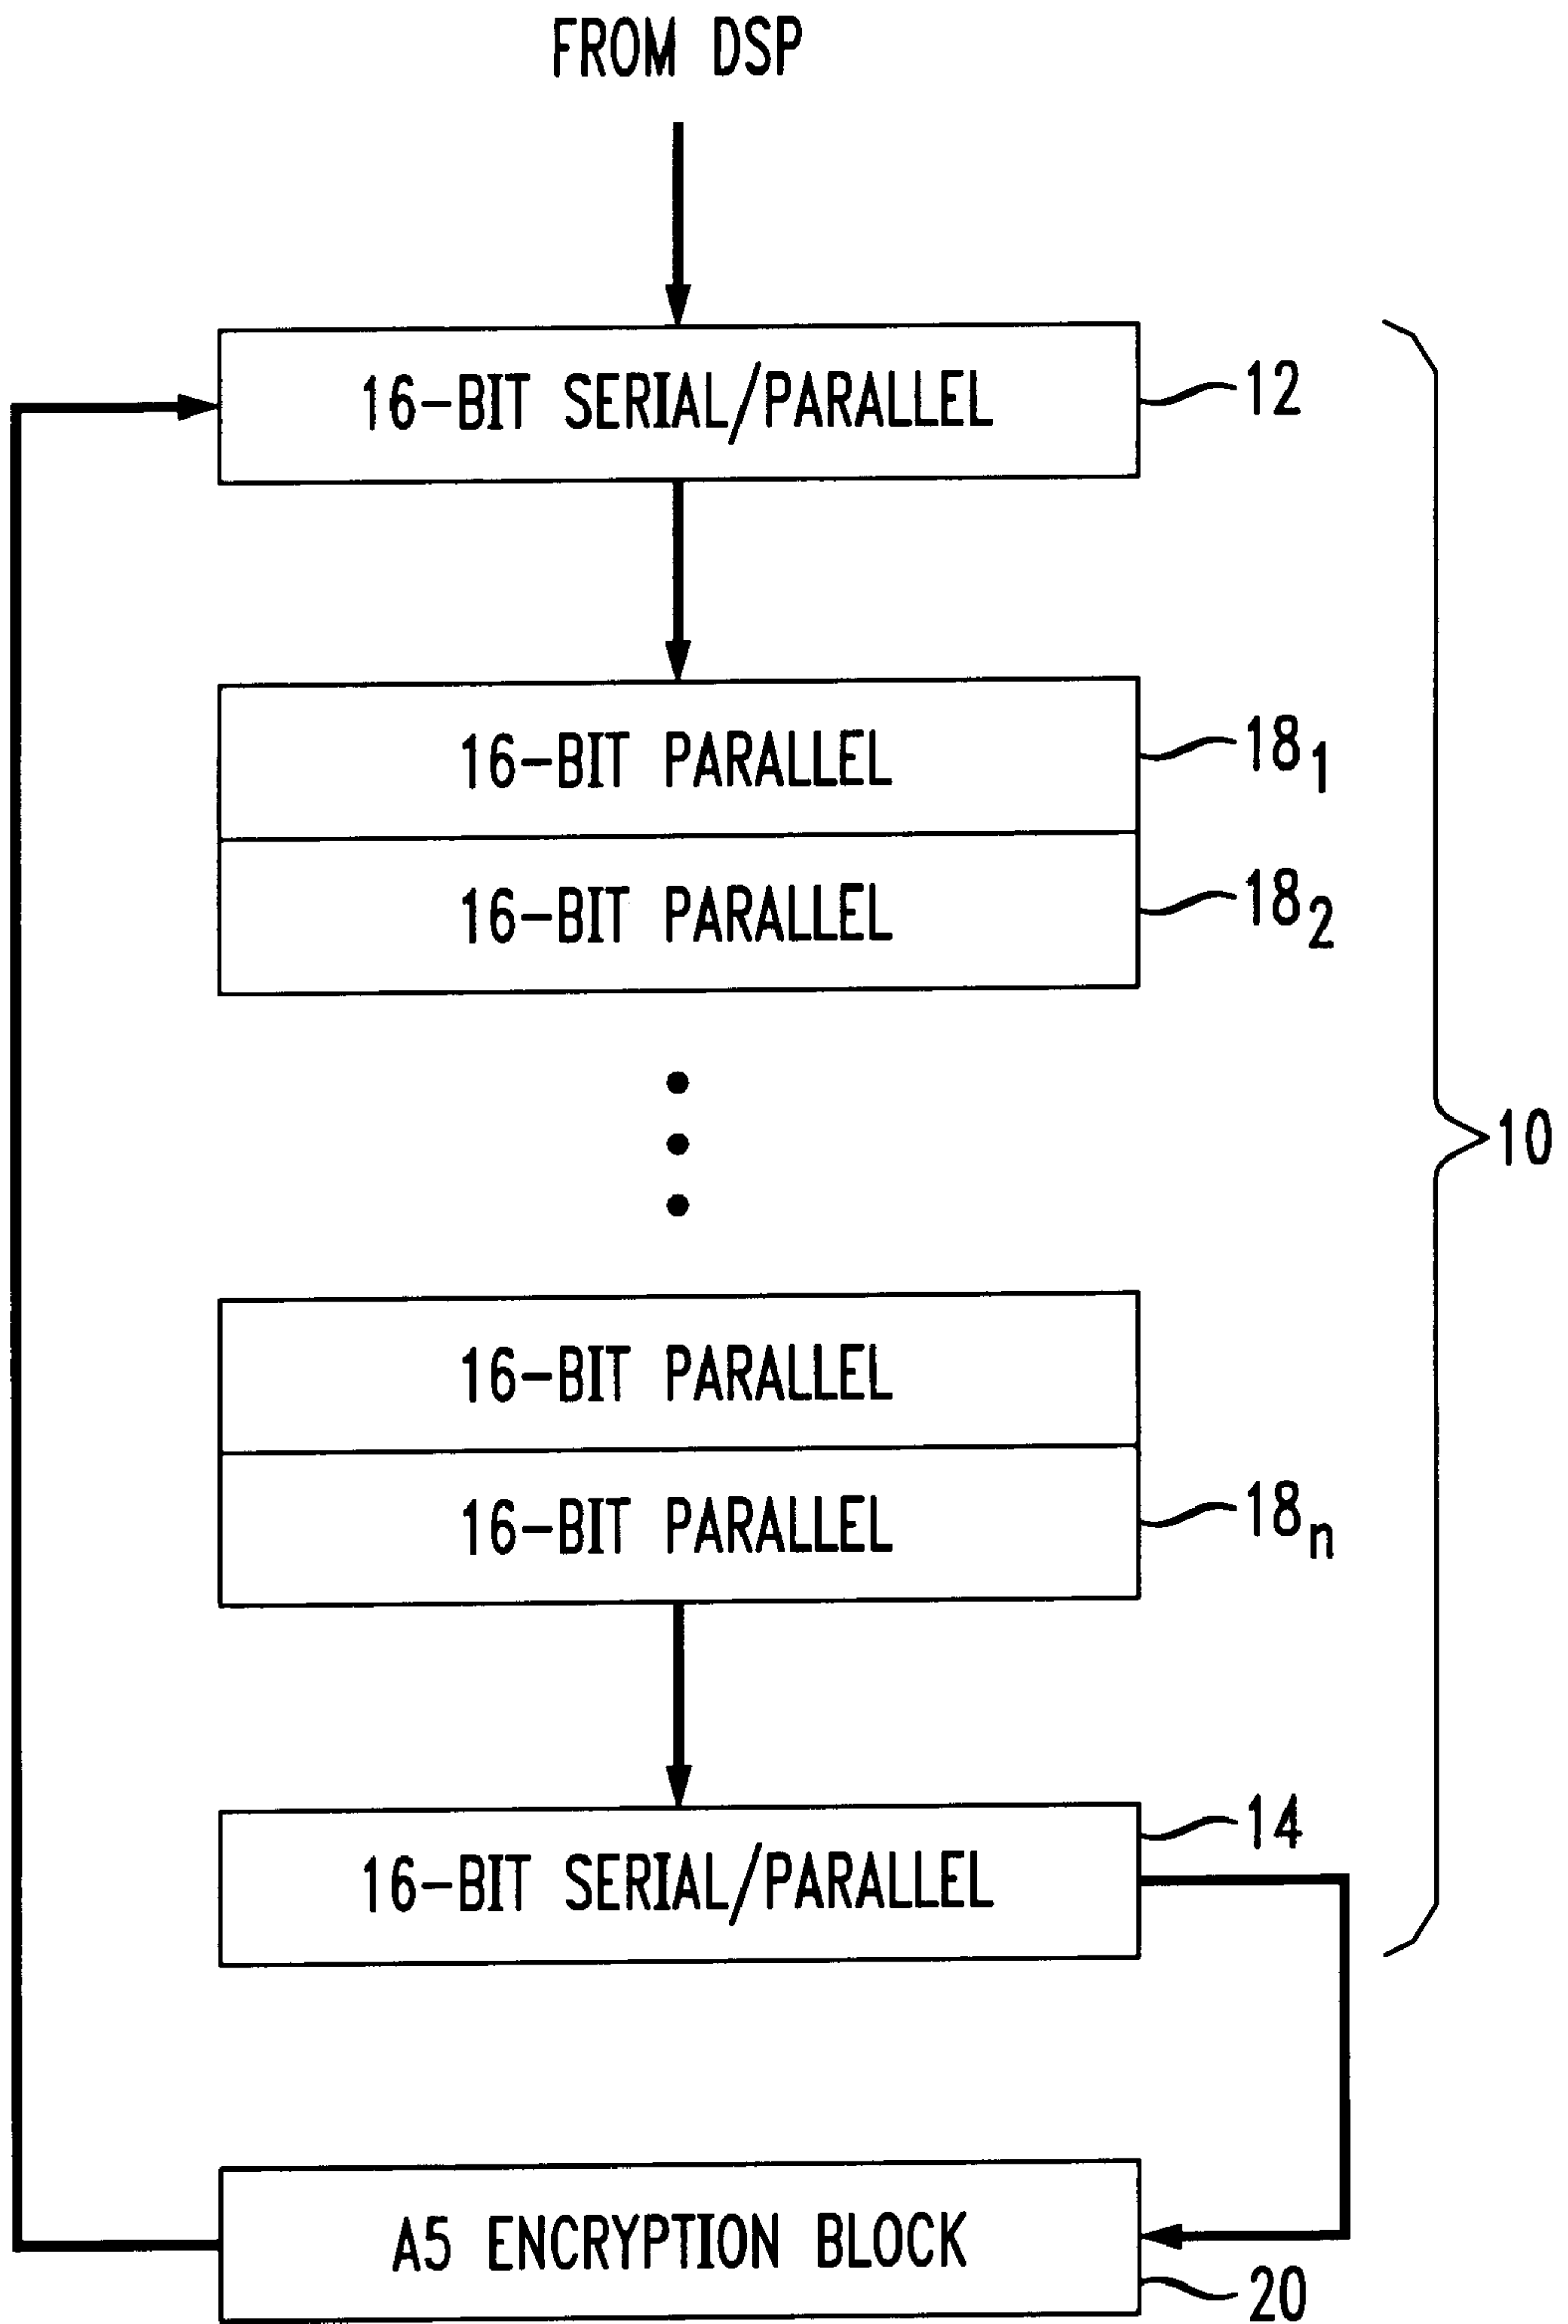 FROM DSP
16-BIT SERIAL/PARALLEL 12
16-BIT PARALLEL 18₁
16-BIT PARALLEL 18₂
10
16-BIT PARALLEL
16-BIT PARALLEL 18ₙ
16-BIT SERIAL/PARALLEL 14
A5 ENCRYPTION BLOCK 20